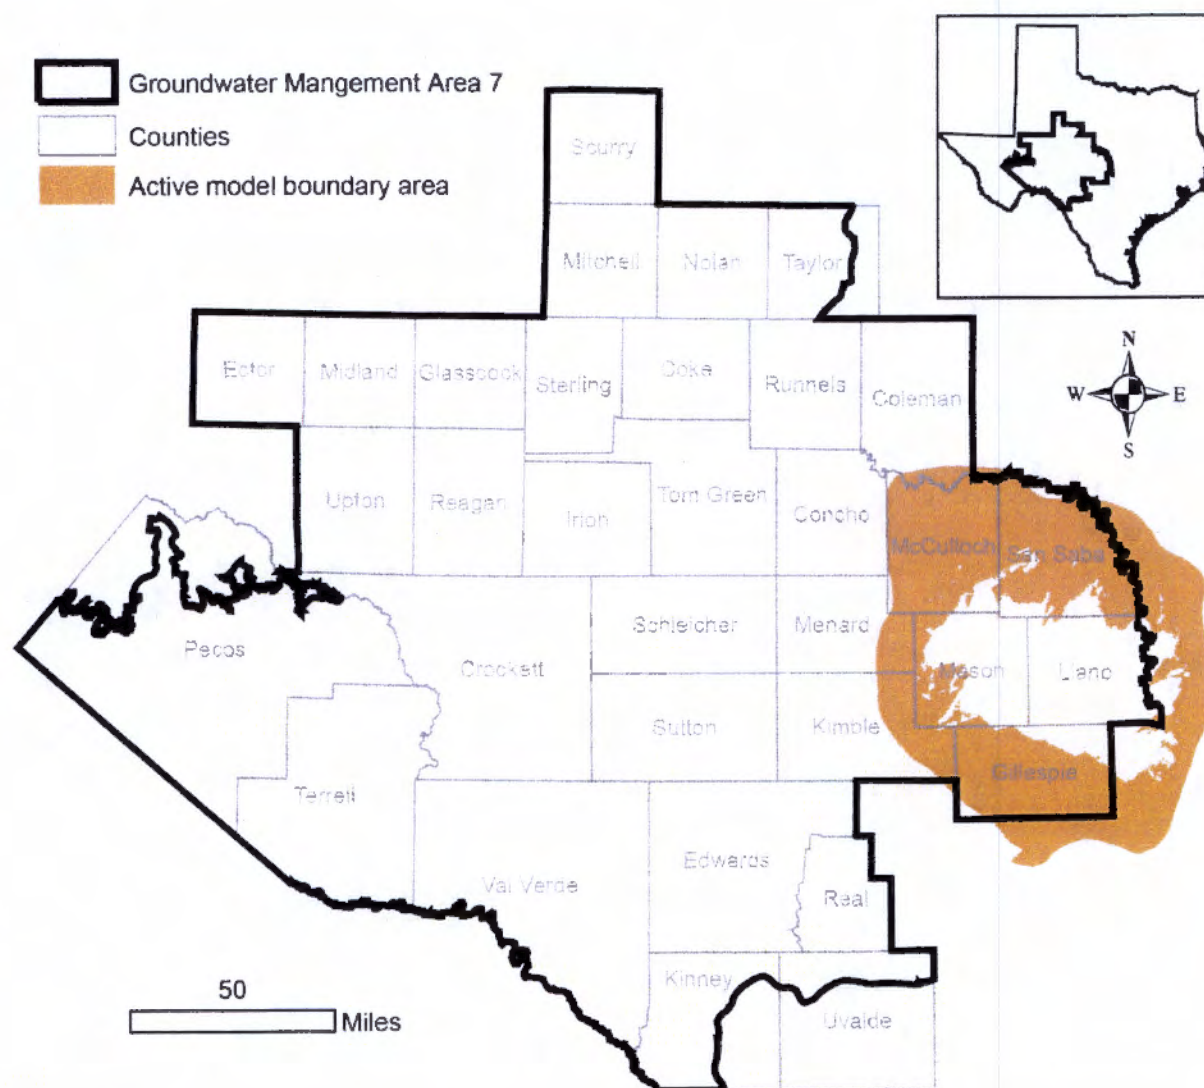 Groundwater Mangement Area 7
Counties
Active model boundary area
Scurry
Mitchell
Nolan
Taylor
N
W
E
S
Ector
Midland
Glasscock
Sterling
Coke
Runnels
Coleman
Upton
Reagan
Irion
Tom Green
Concho
McCulloch
San Saba
Pecos
Crockett
Schleicher
Menard
Mason
Llano
Sutton
Kimble
Gillespie
Terrell
Val Verde
Edwards
Real
Kinney
Uvalde
50
Miles